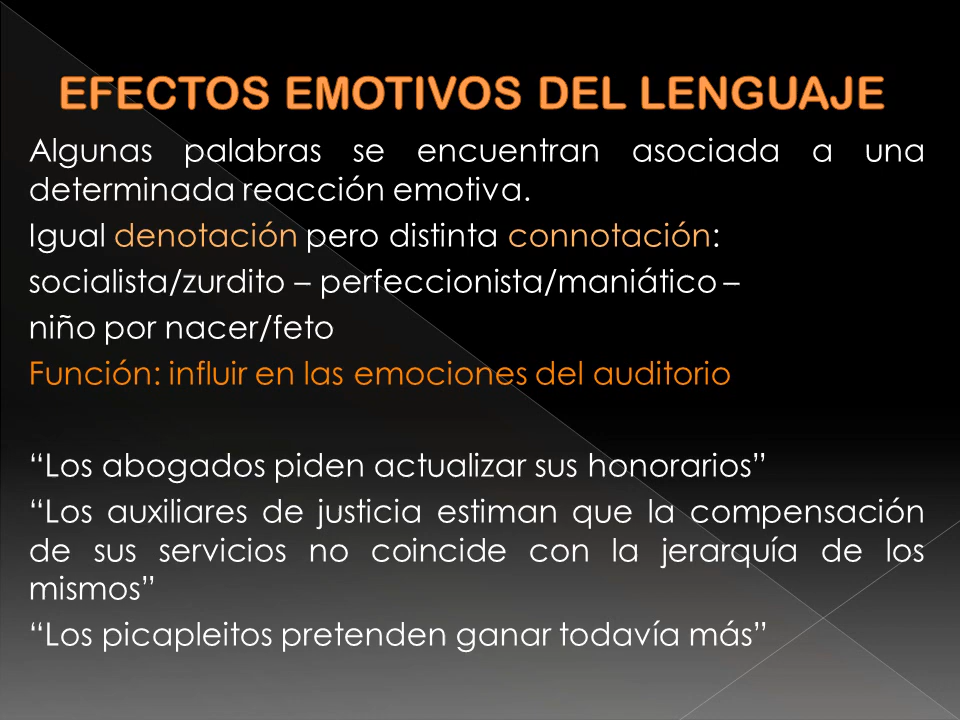 EFECTOS EMOTIVOS DEL LENGUAJE
Algunas palabras se encuentran asociada a una
determinada reacción emotiva.
Igual denotación pero distinta connotación:
socialista/zurdito – perfeccionista/maniático –
niño por nacer/feto
Función: influir en las emociones del auditorio
“Los abogados piden actualizar sus honorarios”
“Los auxiliares de justicia estiman que la compensación
de sus servicios no coincide con la jerarquía de los
mismos”
“Los picapleitos pretenden ganar todavía más”